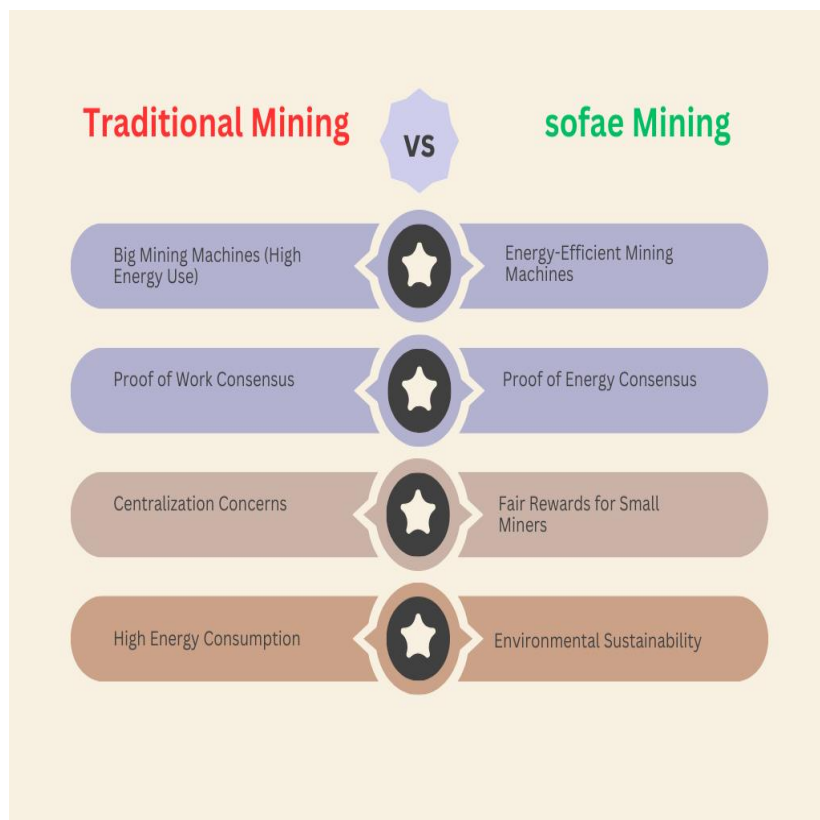 Traditional Mining
vs
sofae Mining
Big Mining Machines (High
Energy Use)
Energy-Efficient Mining
Machines
Proof of Work Consensus
Proof of Energy Consensus
Centralization Concerns
Fair Rewards for Small
Miners
High Energy Consumption
Environmental Sustainability